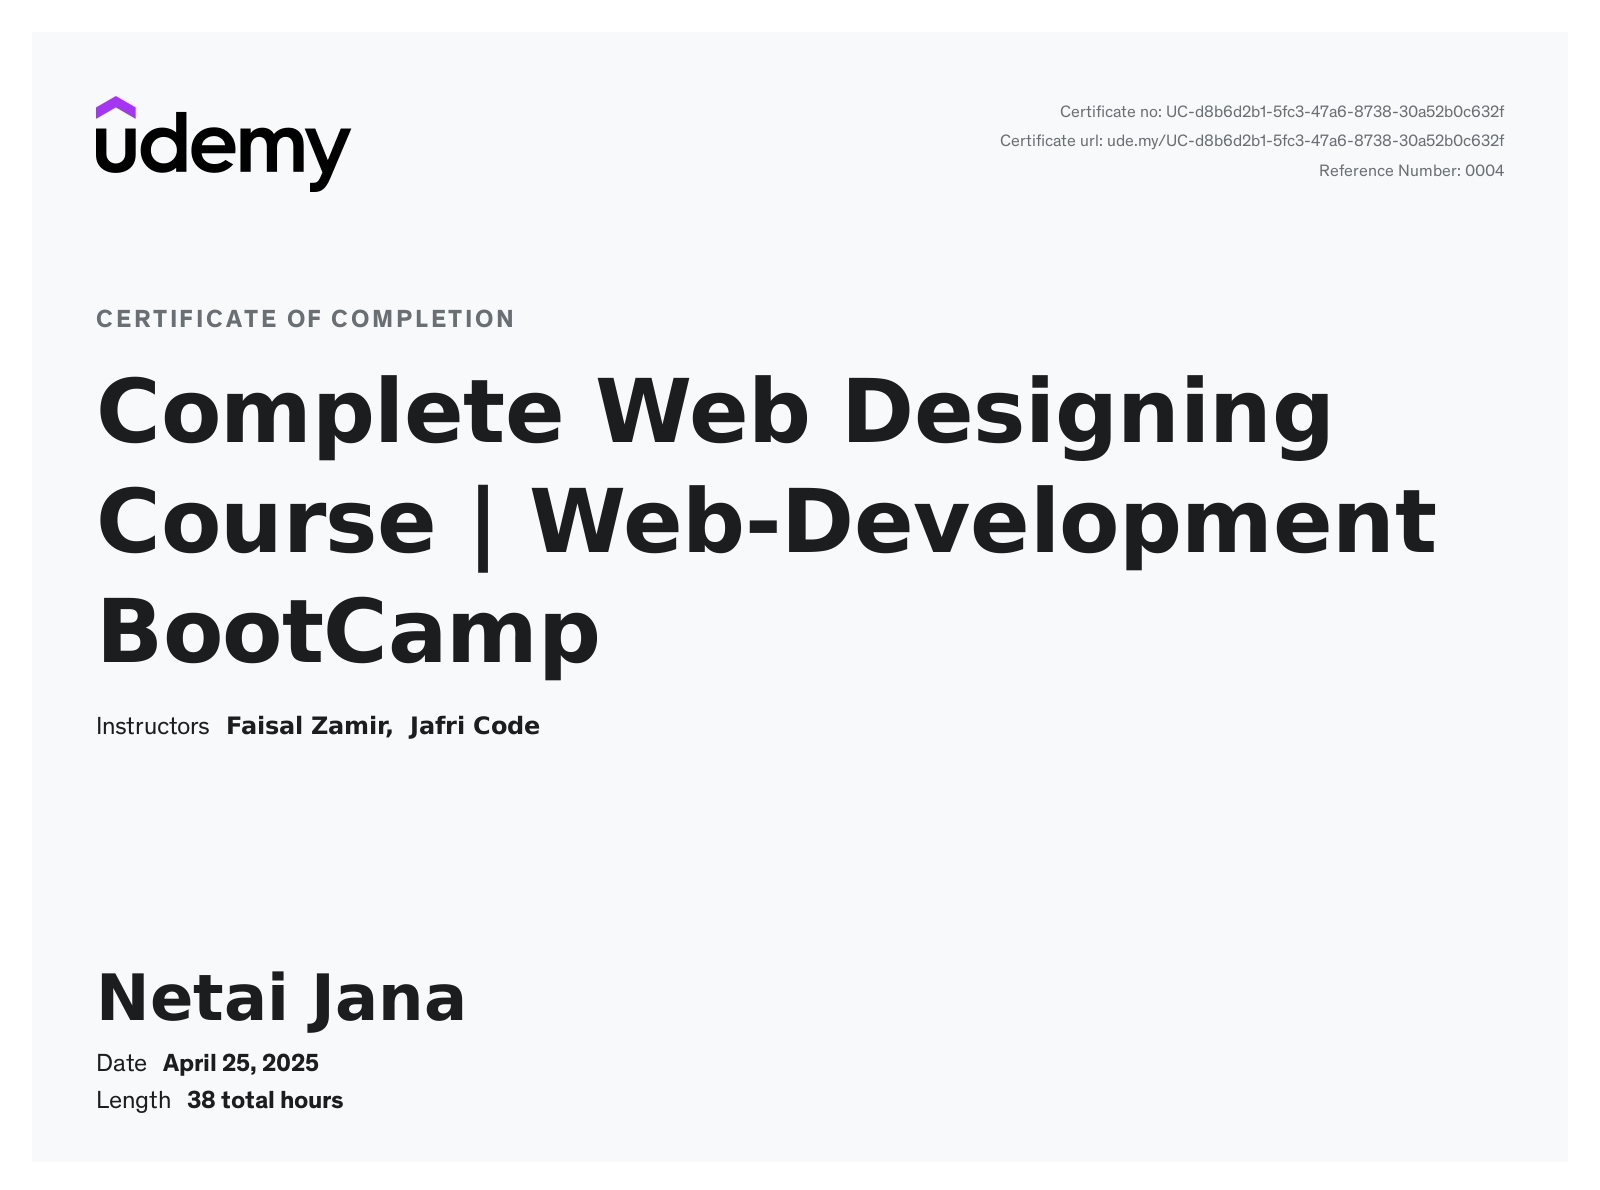 udemy
Certificate no: UC-d8b6d2b1-5fc3-47a6-8738-30a52b0c632f
Certificate url: ude.my/UC-d8b6d2b1-5fc3-47a6-8738-30a52b0c632f
Reference Number: 0004
CERTIFICATE OF COMPLETION
Complete Web Designing
Course | Web-Development
BootCamp
Instructors Faisal Zamir, Jafri Code
Netai Jana
Date April 25, 2025
Length 38 total hours